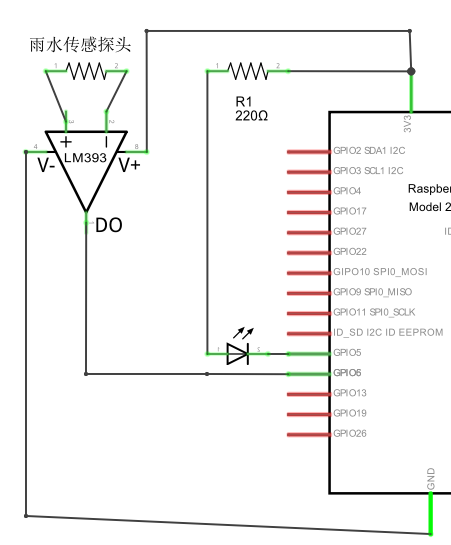 雨水传感探头
1 2
1 2
R1
220Ω
3 2
+ −
4 V- LM393 V+ 8
1
DO
3V3
Raspber
Model 2
ID
GPIO2 SDA1 I2C
GPIO3 SCL1 I2C
GPIO4
GPIO17
GPIO27
GPIO22
GIPO10 SPI0_MOSI
GPIO9 SPI0_MISO
GPIO11 SPI0_SCLK
ID_SD I2C ID EEPROM
GPIO5
GPIO6
GPIO13
GPIO19
GPIO26
GND